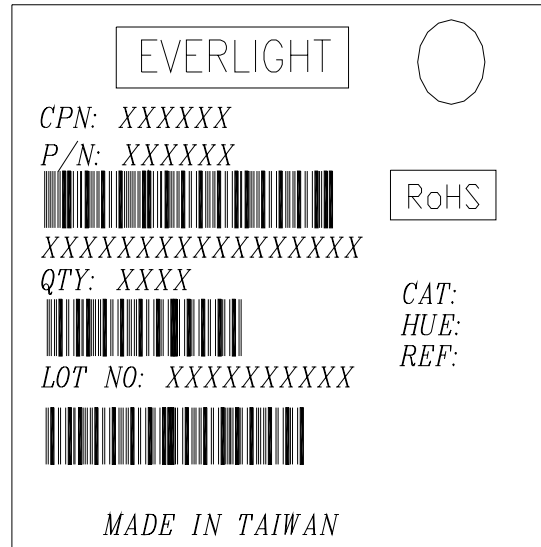 EVERLIGHT
CPN: XXXXXX
P/N: XXXXXX
RoHS
XXXXXXXXXXXXXXXXX
QTY: XXXX
CAT:
HUE:
REF:
LOT NO: XXXXXXXXXX
MADE IN TAIWAN